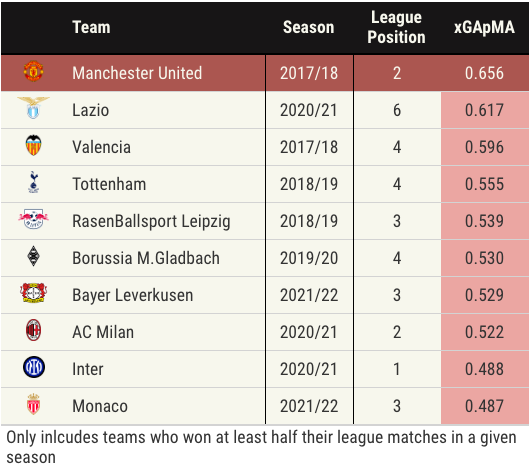 Team Season League Position xGApMA
Manchester United 2017/18 2 0.656
Lazio 2020/21 6 0.617
Valencia 2017/18 4 0.596
Tottenham 2018/19 4 0.555
RasenBallsport Leipzig 2018/19 3 0.539
Borussia M.Gladbach 2019/20 4 0.530
Bayer Leverkusen 2021/22 3 0.529
AC Milan 2020/21 2 0.522
Inter 2020/21 1 0.488
Monaco 2021/22 3 0.487
Only inlcudes teams who won at least half their league matches in a given
season